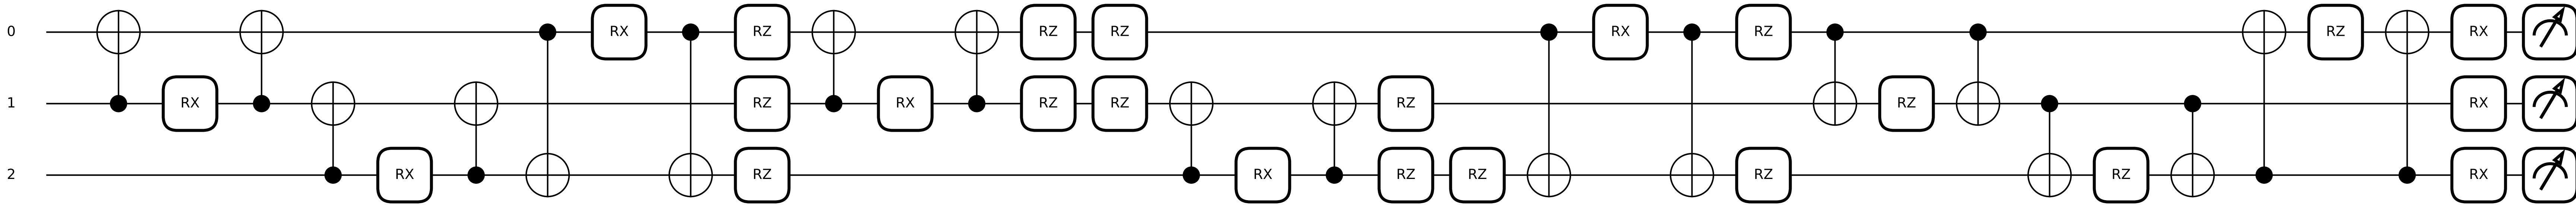 0 RX RZ RZ RZ RX RZ RZ RX
1 RX RZ RX RZ RZ RZ RZ RX
2 RX RZ RX RZ RZ RZ RZ RX